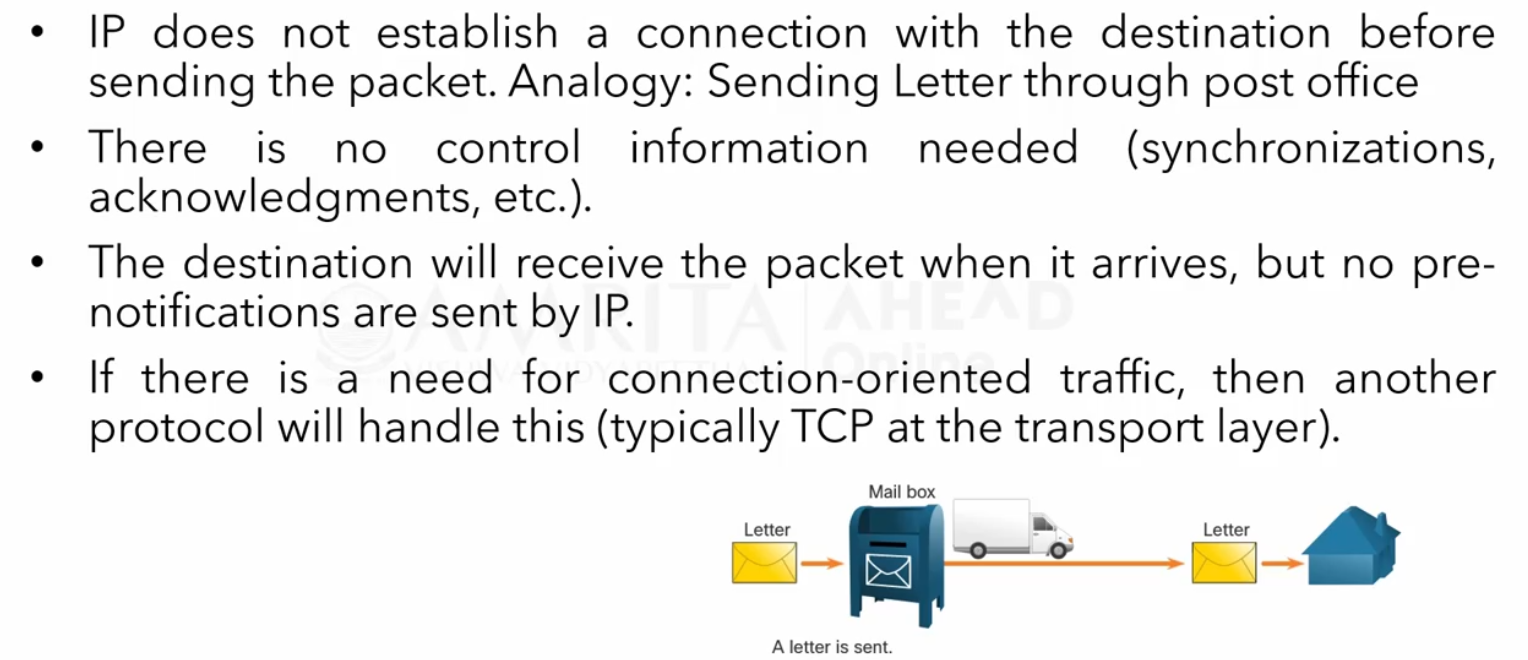 • IP does not establish a connection with the destination before
sending the packet. Analogy: Sending Letter through post office
• There is no control information needed (synchronizations,
acknowledgments, etc.).
• The destination will receive the packet when it arrives, but no pre-
notifications are sent by IP.
AMRITA AHEAD
VISHWA VIDYAPEETHAM Online
• If there is a need for connection-oriented traffic, then another
protocol will handle this (typically TCP at the transport layer).
Mail box
Letter
Letter
A letter is sent.